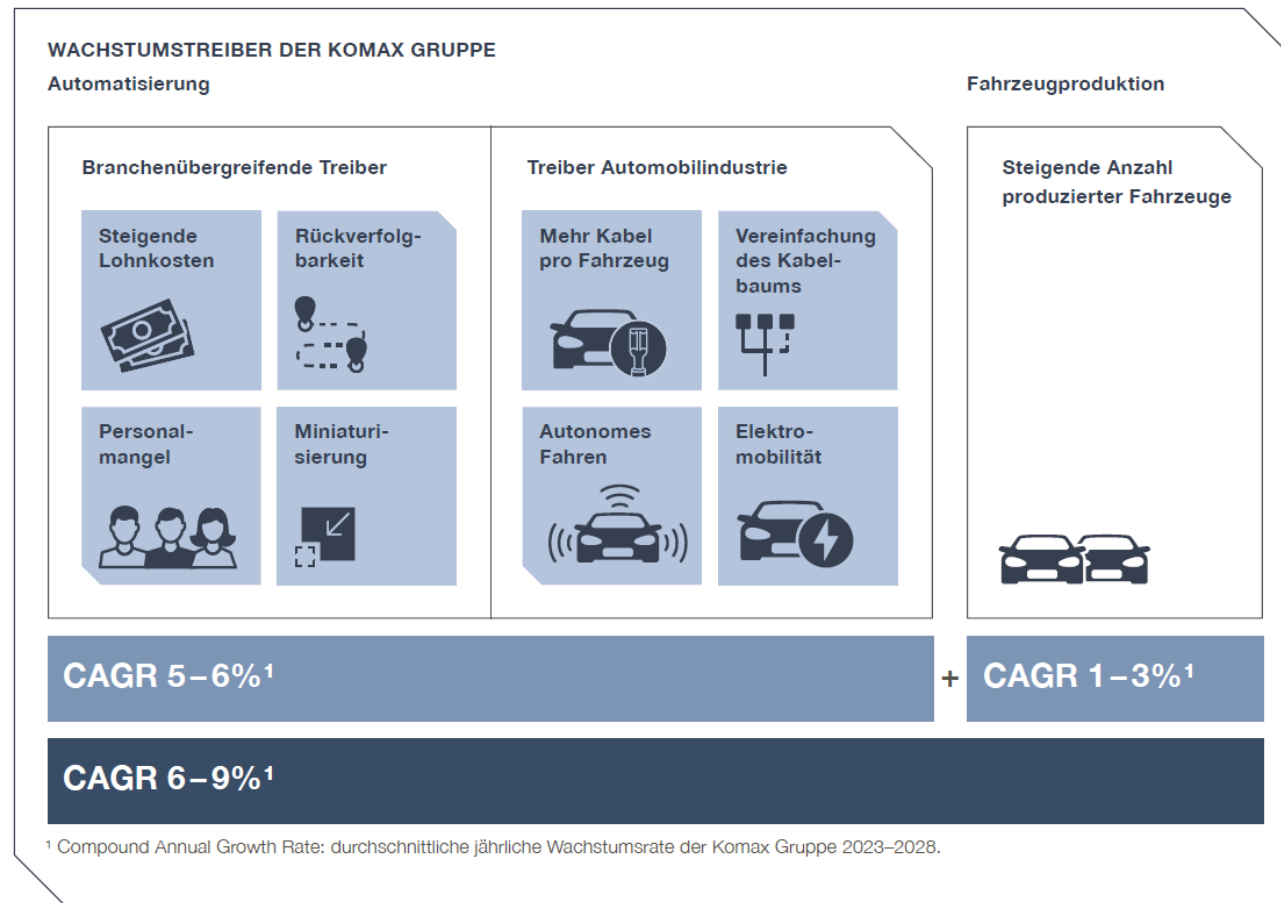 WACHSTUMSTREIBER DER KOMAX GRUPPE
Automatisierung
Fahrzeugproduktion
Branchenübergreifende Treiber
Steigende
Lohnkosten
Rückverfolg-
barkeit
Personal-
mangel
Miniaturi-
sierung
Treiber Automobilindustrie
Mehr Kabel
pro Fahrzeug
Vereinfachung
des Kabel-
baums
Autonomes
Fahren
Elektro-
mobilität
Steigende Anzahl
produzierter Fahrzeuge
CAGR 5–6%¹
+
CAGR 1–3%¹
CAGR 6–9%¹
¹ Compound Annual Growth Rate: durchschnittliche jährliche Wachstumsrate der Komax Gruppe 2023–2028.